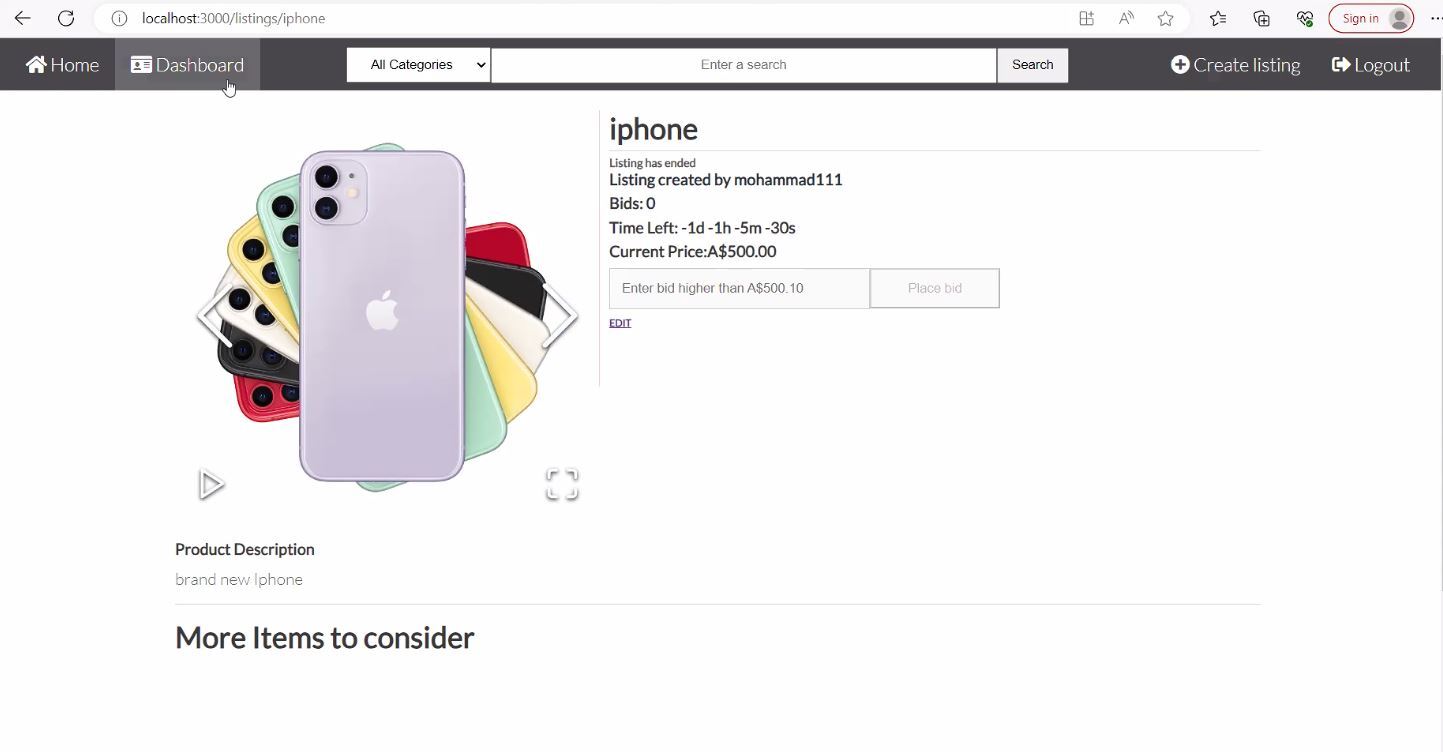 localhost:3000/listings/iphone
Sign in
Home
Dashboard
All Categories
Enter a search
Search
Create listing
Logout
iphone
Listing has ended
Listing created by mohammad111
Bids: 0
Time Left: -1d -1h -5m -30s
Current Price:A$500.00
Enter bid higher than A$500.10
Place bid
EDIT
Product Description
brand new Iphone
More Items to consider